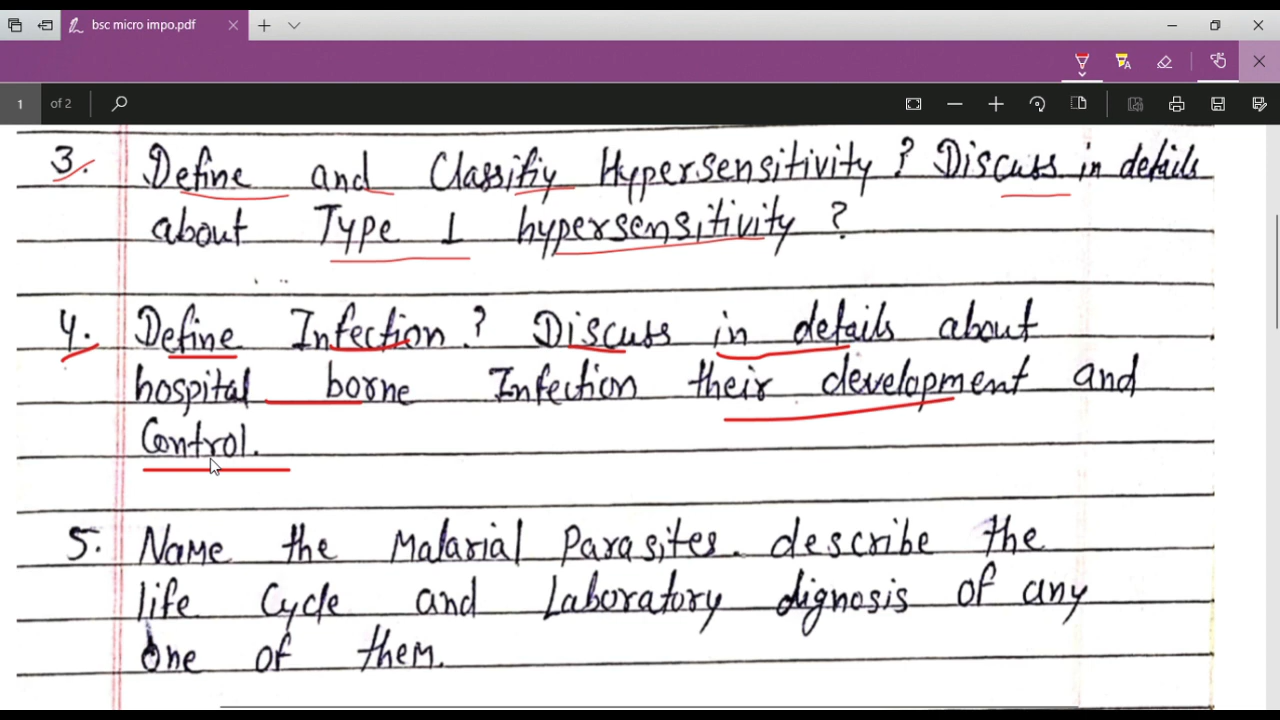 bsc micro impo.pdf
1 of 2
3. Define and Classifiy Hypersensitivity? Discuss in details
about Type 1 hypersensitivity?
4. Define Infection? Discuss in details about
hospital borne Infection their development and
Control.
5. Name the Malarial Parasites. describe the
life Cycle and Laboratory dignosis of any
one of them.